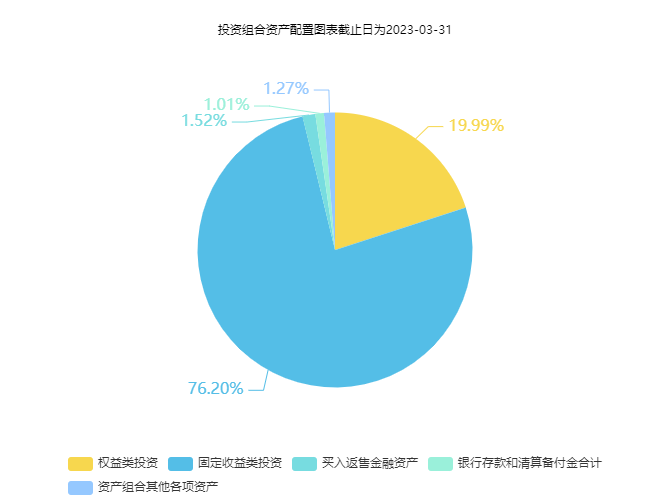 投资组合资产配置图表截止日为2023-03-31
1.27%
1.01%
1.52%
19.99%
76.20%
权益类投资 固定收益类投资 买入返售金融资产 银行存款和清算备付金合计
资产组合其他各项资产